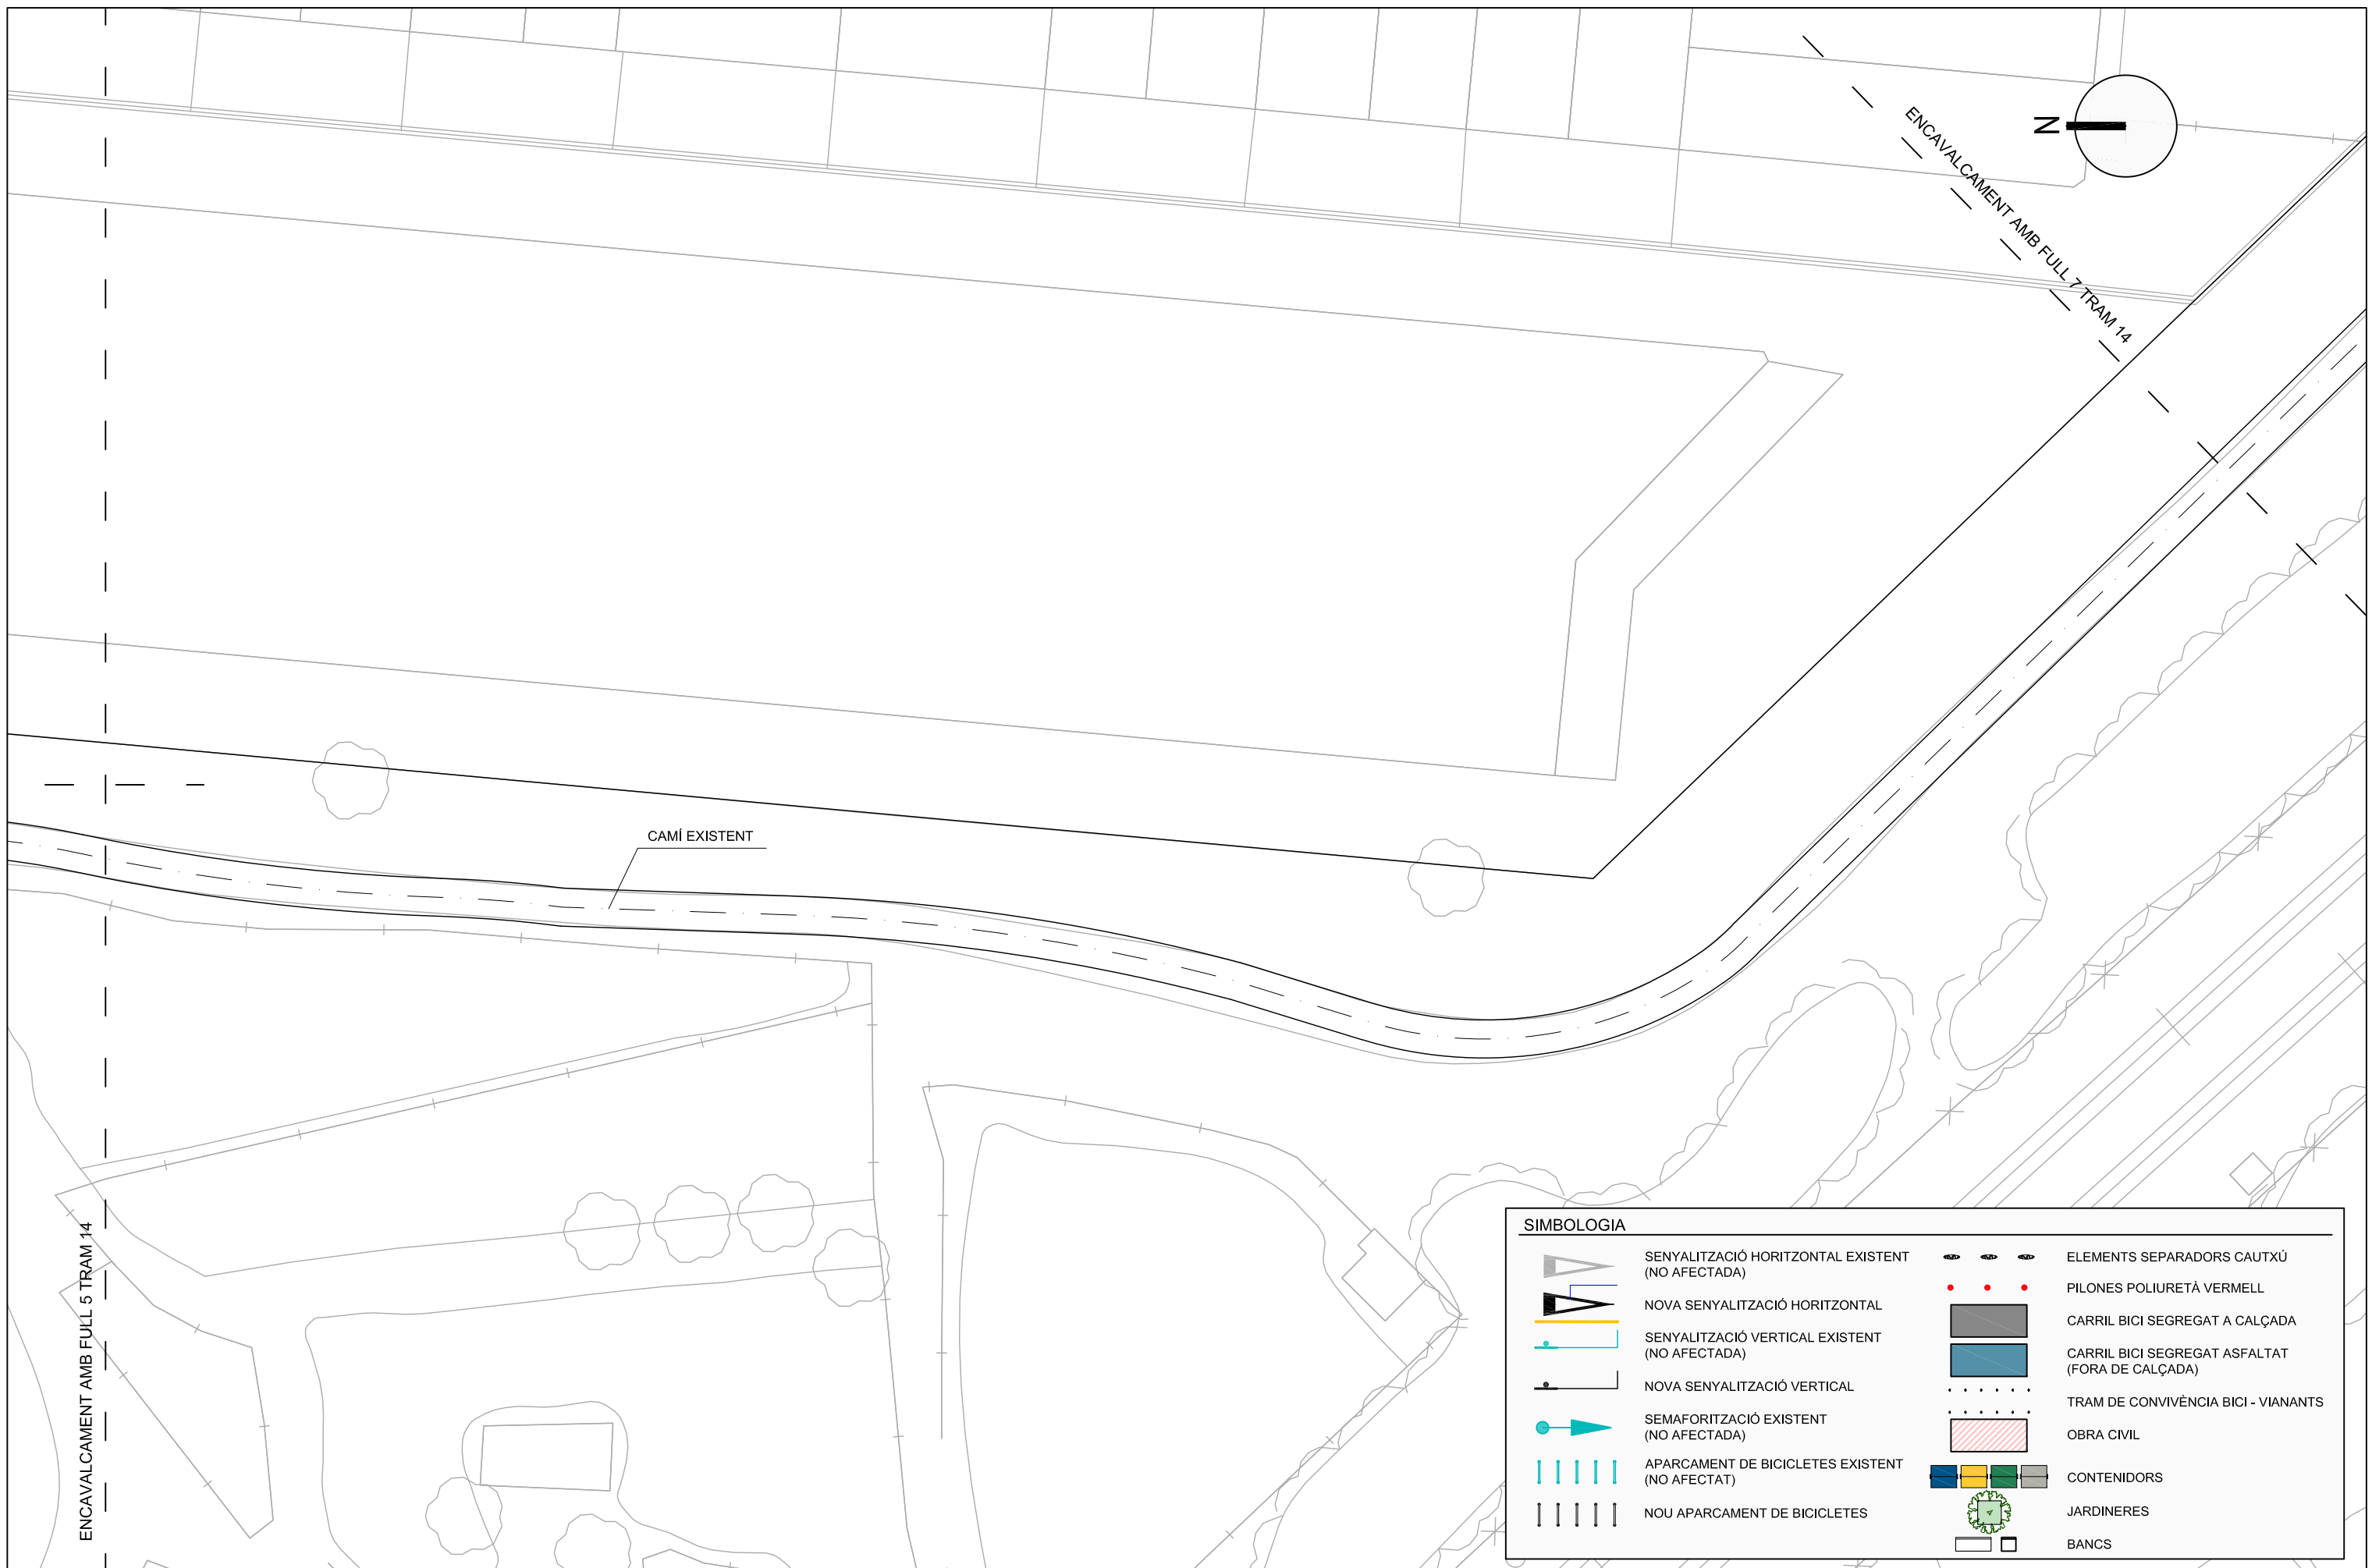 N
ENCAVALCAMENT AMB FULL 7 TRAM 14
CAMÍ EXISTENT
ENCAVALCAMENT AMB FULL 5 TRAM 14
SIMBOLOGIA
SENYALITZACIÓ HORITZONTAL EXISTENT
(NO AFECTADA)
NOVA SENYALITZACIÓ HORITZONTAL
SENYALITZACIÓ VERTICAL EXISTENT
(NO AFECTADA)
NOVA SENYALITZACIÓ VERTICAL
SEMAFORITZACIÓ EXISTENT
(NO AFECTADA)
APARCAMENT DE BICICLETES EXISTENT
(NO AFECTAT)
NOU APARCAMENT DE BICICLETES
ELEMENTS SEPARADORS CAUTXÚ
PILONES POLIURETÀ VERMELL
CARRIL BICI SEGREGAT A CALÇADA
CARRIL BICI SEGREGAT ASFALTAT
(FORA DE CALÇADA)
TRAM DE CONVIVÈNCIA BICI - VIANANTS
OBRA CIVIL
CONTENIDORS
JARDINERES
BANCS